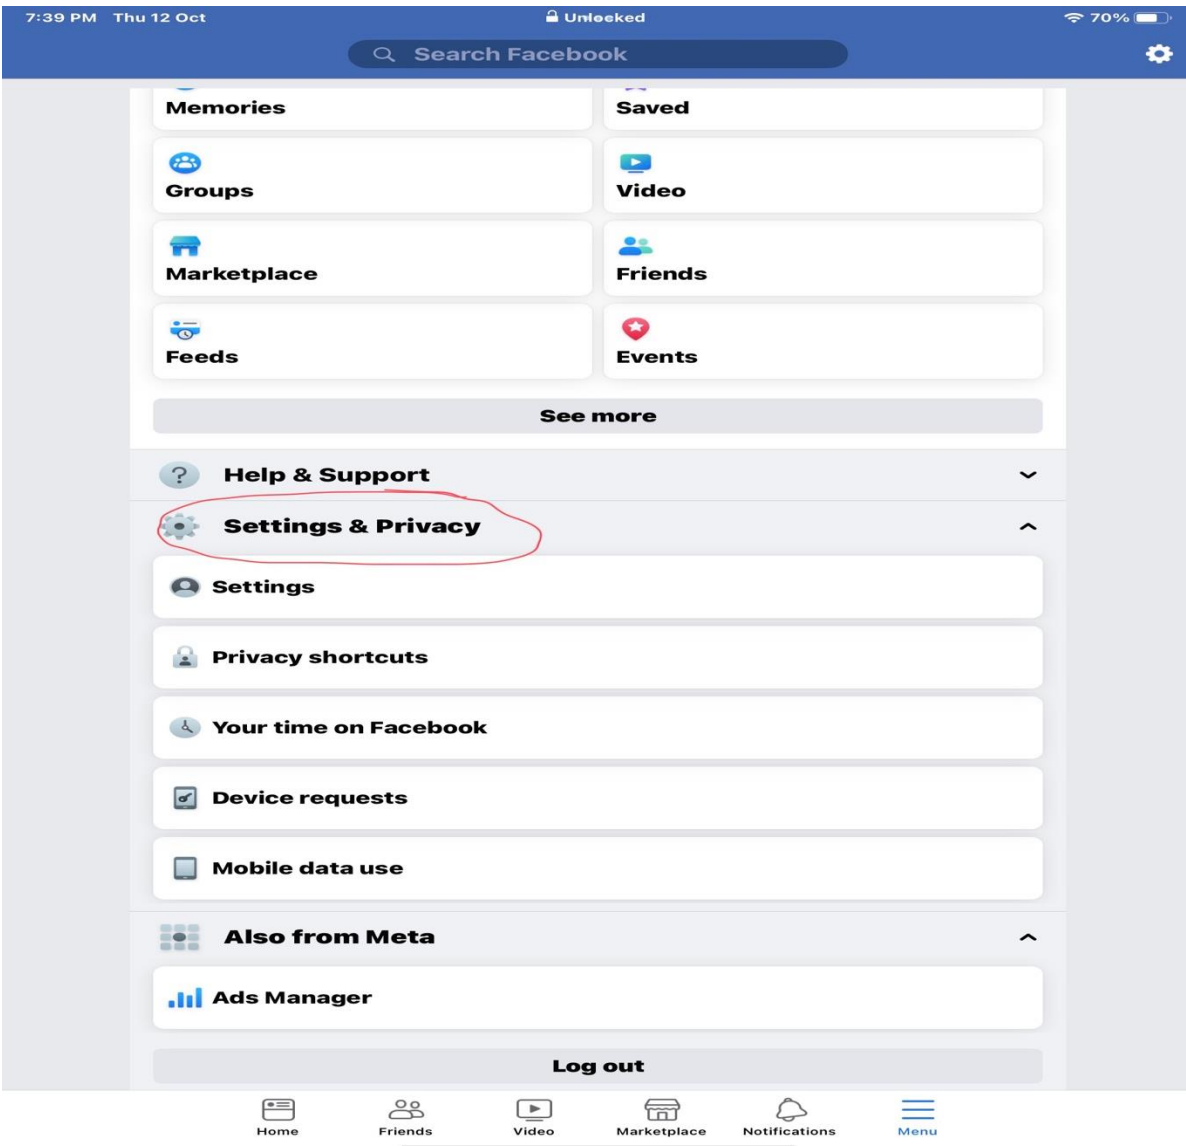 7:39 PM Thu 12 Oct Unlocked 70%
Search Facebook
Memories Saved
Groups Video
Marketplace Friends
Feeds Events
See more
Help & Support
Settings & Privacy
Settings
Privacy shortcuts
Your time on Facebook
Device requests
Mobile data use
Also from Meta
Ads Manager
Log out
Home Friends Video Marketplace Notifications Menu